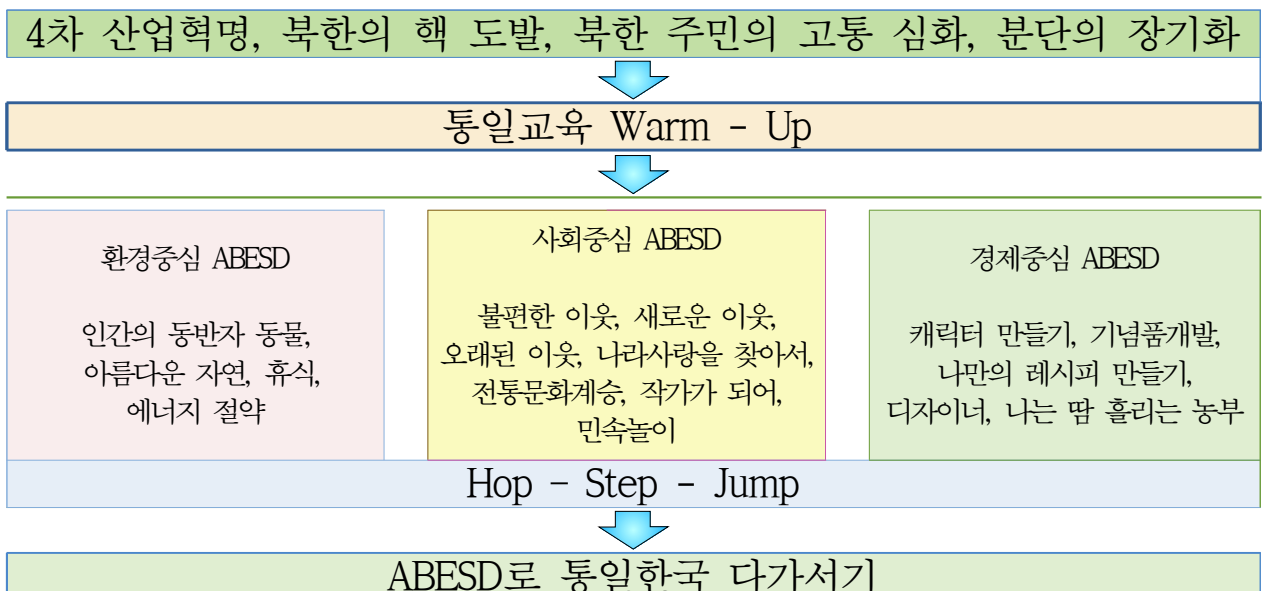 4차 산업혁명, 북한의 핵 도발, 북한 주민의 고통 심화, 분단의 장기화
통일교육 Warm - Up
환경중심 ABESD
인간의 동반자 동물,
아름다운 자연, 휴식,
에너지 절약
사회중심 ABESD
불편한 이웃, 새로운 이웃,
오래된 이웃, 나라사랑을 찾아서,
전통문화계승, 작가가 되어,
민속놀이
경제중심 ABESD
캐릭터 만들기, 기념품개발,
나만의 레시피 만들기,
디자이너, 나는 땀 흘리는 농부
Hop - Step - Jump
ABESD로 통일한국 다가서기